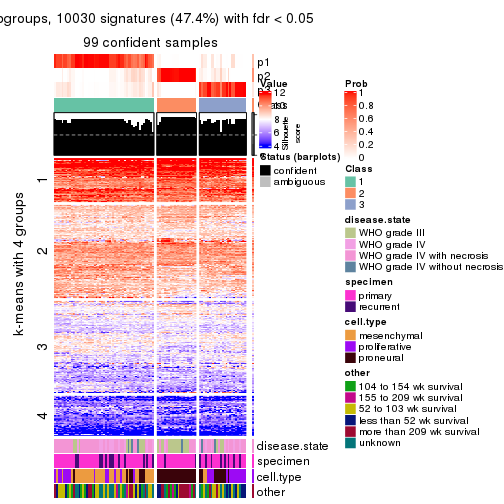 ogroups, 10030 signatures (47.4%) with fdr < 0.05
99 confident samples
p1
p2
p3
k-means with 4 groups
1
2
3
4
Value
12
10
6
4
Silhouette
score
Status (barplots)
confident
ambiguous
Prob
1
0.8
0.6
0.4
0.2
0
Class
1
2
3
disease.state
WHO grade III
WHO grade IV
WHO grade IV with necrosis
WHO grade IV without necrosis
specimen
primary
recurrent
cell.type
mesenchymal
proliferative
proneural
other
104 to 154 wk survival
155 to 209 wk survival
52 to 103 wk survival
less than 52 wk survival
more than 209 wk survival
unknown
disease.state
specimen
cell.type
other